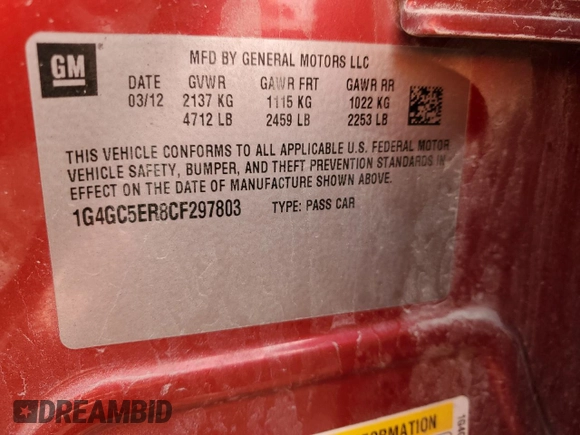 GM
MFD BY GENERAL MOTORS LLC
DATE GVWR GAWR FRT GAWR RR
03/12 2137 KG 1115 KG 1022 KG
4712 LB 2459 LB 2253 LB
THIS VEHICLE CONFORMS TO ALL APPLICABLE U.S. FEDERAL MOTOR
VEHICLE SAFETY, BUMPER, AND THEFT PREVENTION STANDARDS IN
EFFECT ON THE DATE OF MANUFACTURE SHOWN ABOVE.
1G4GC5ER8CF297803 TYPE: PASS CAR
DREAMBID